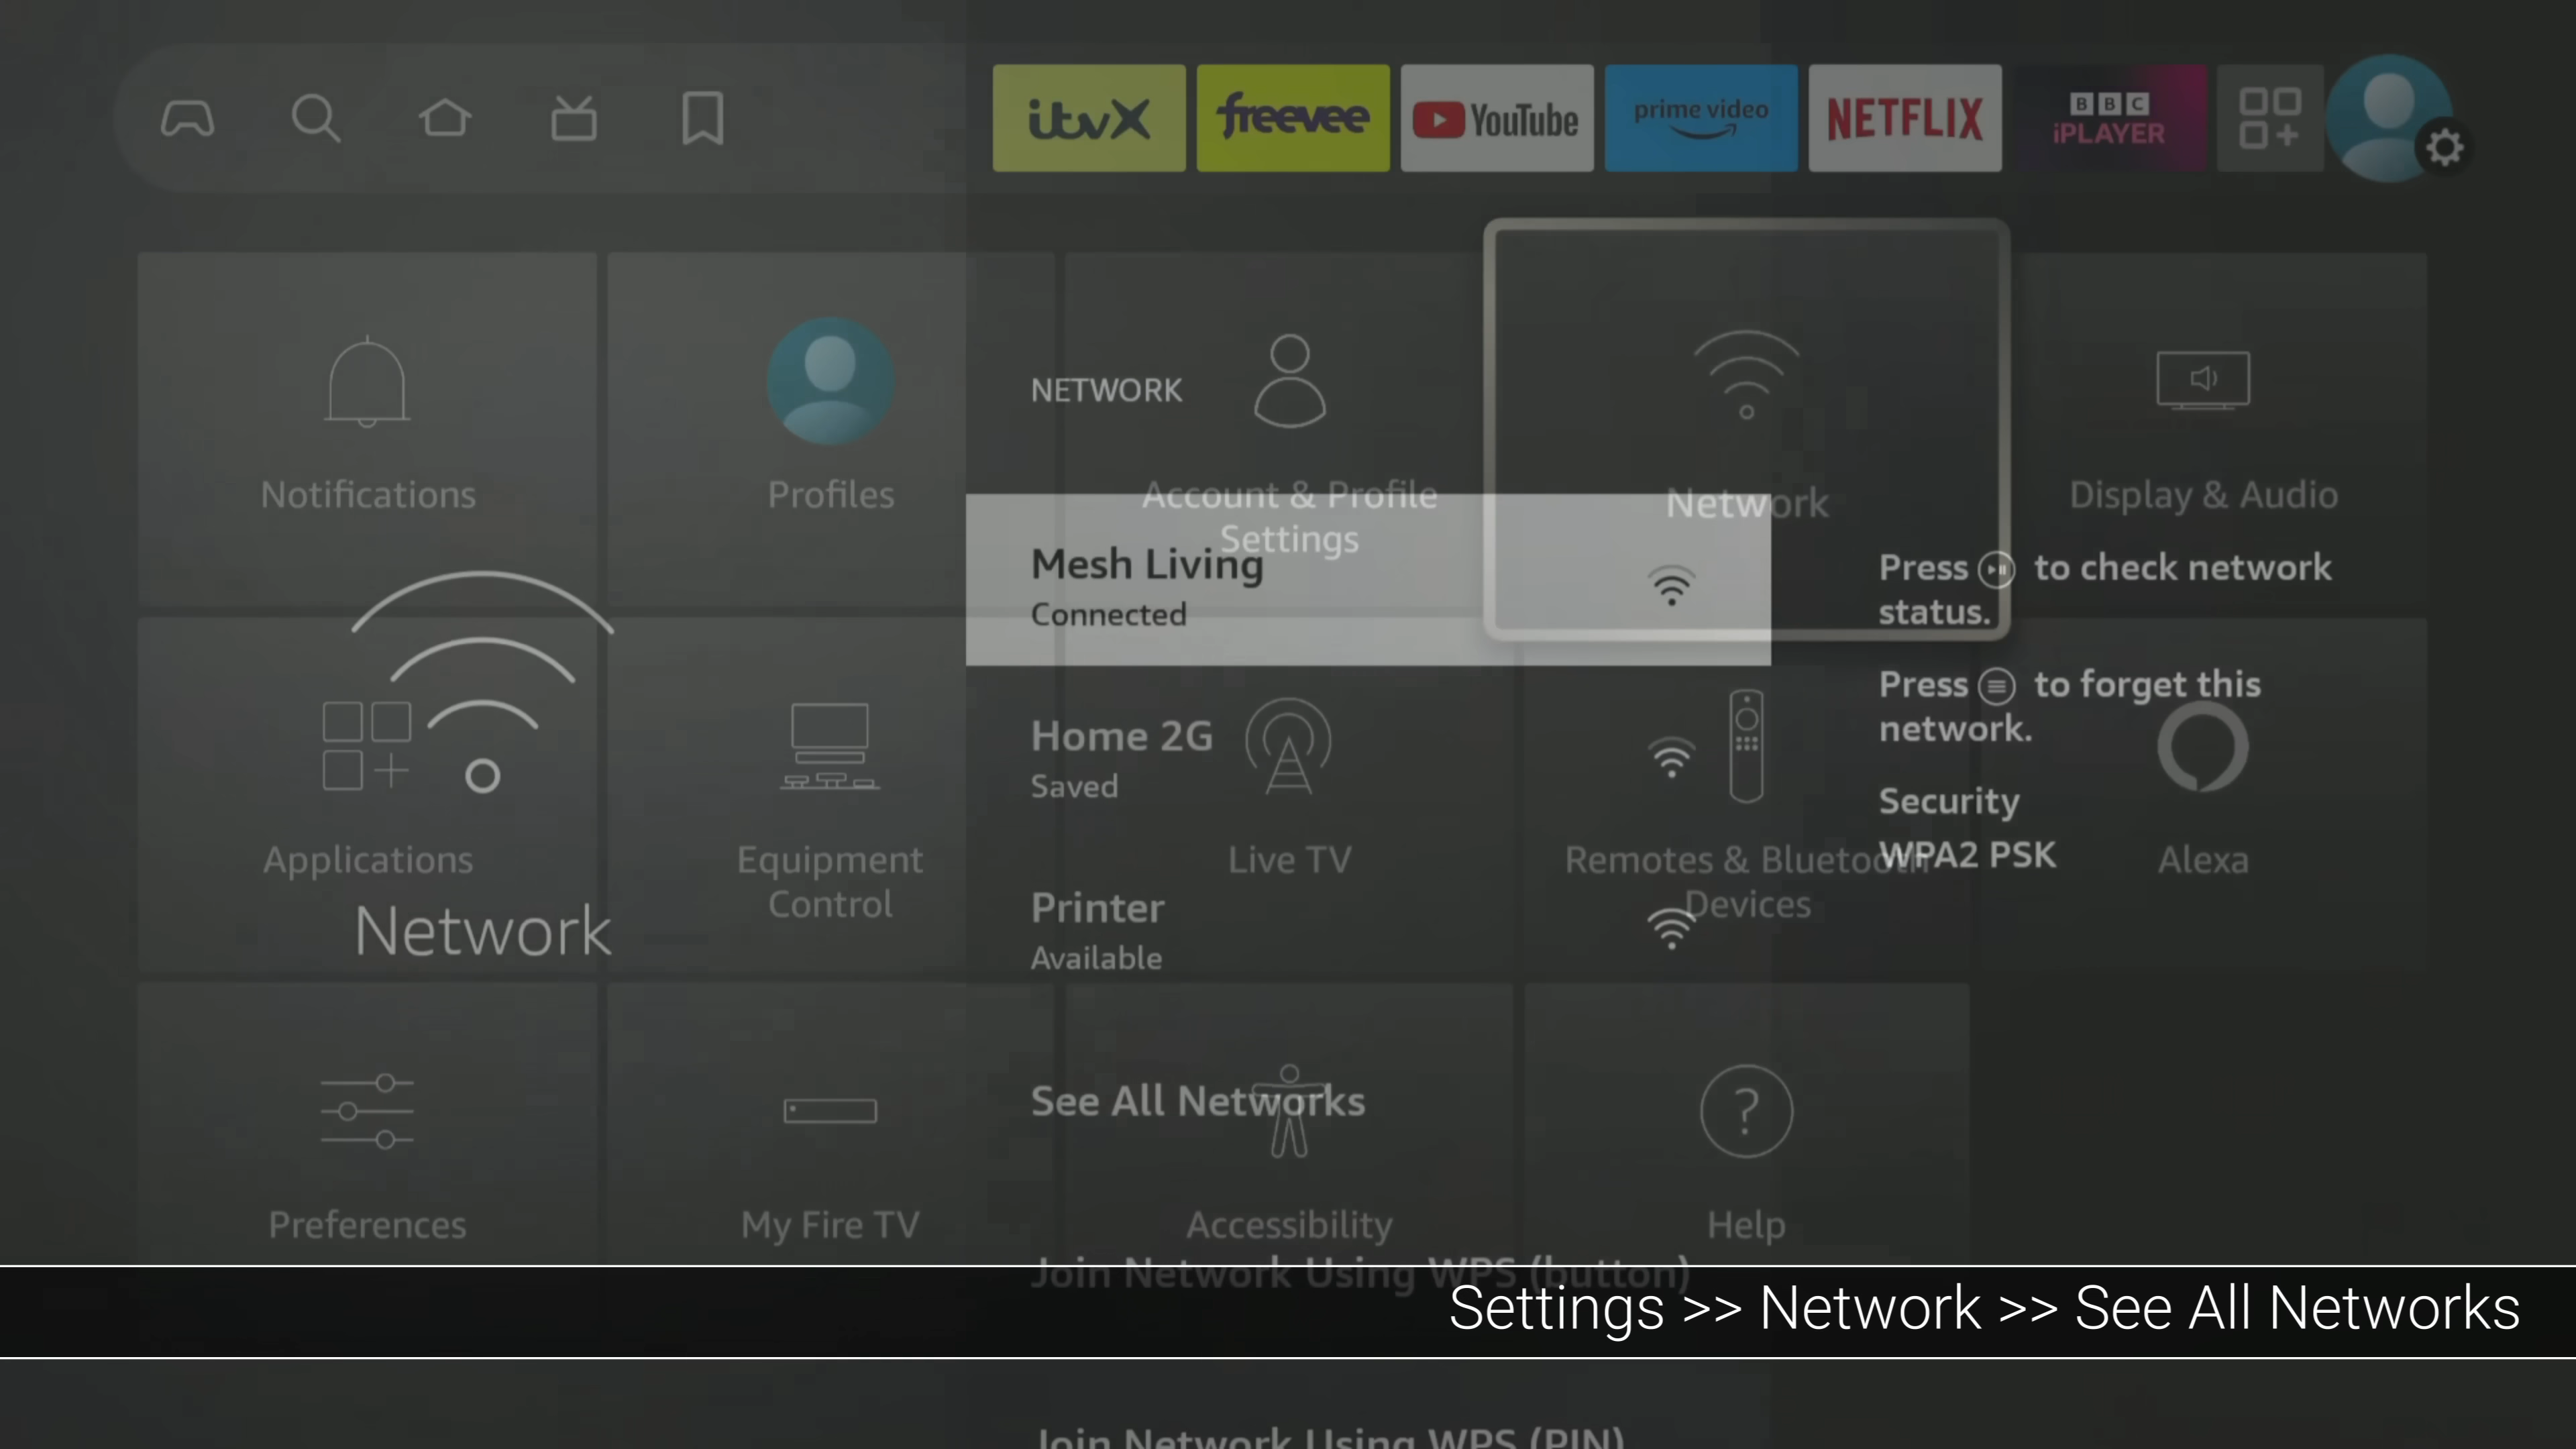 itvX
freevee
YouTube
prime video
NETFLIX
BBC
iPLAYER
NETWORK
Notifications
Profiles
Account & Profile
Settings
Network
Display & Audio
Mesh Living
Connected
Press to check network
status.
Press to forget this
network.
Home 2G
Saved
Security
WPA2 PSK
Applications
Equipment
Control
Live TV
Remotes & Bluetooth
Devices
Alexa
Network
Printer
Available
See All Networks
Preferences
My Fire TV
Accessibility
Help
Join Network Using WPS (button)
Settings >> Network >> See All Networks
Join Network Using WPS (PIN)